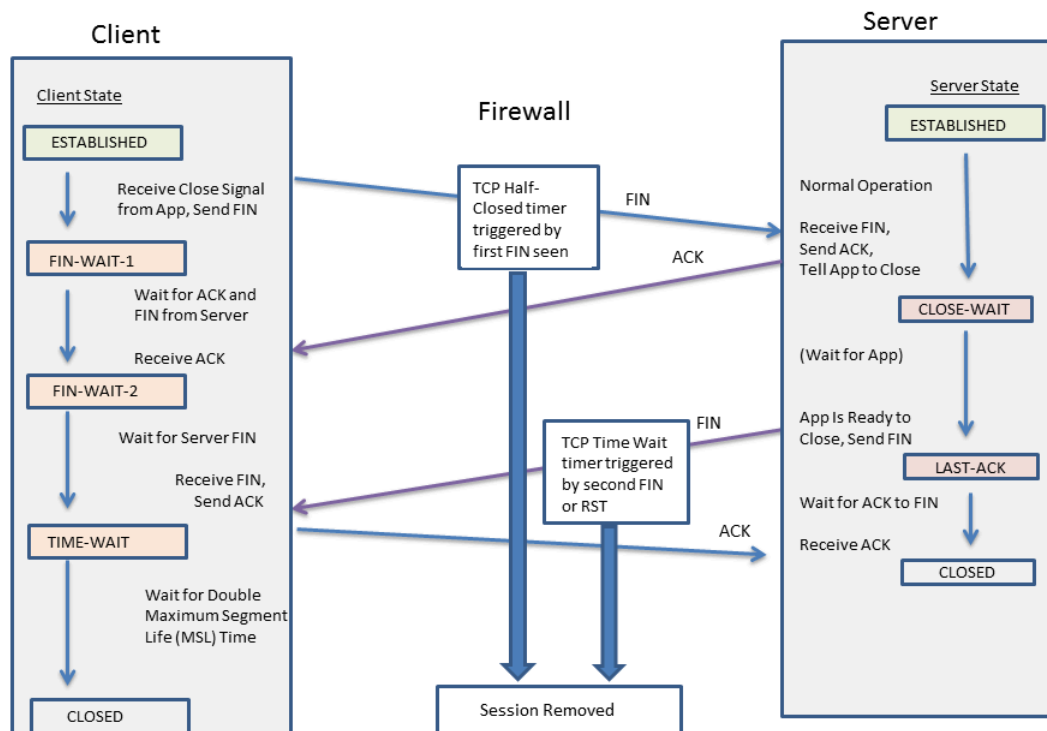 Client
Server
Firewall
Client State
ESTABLISHED
Receive Close Signal
from App, Send FIN
FIN-WAIT-1
Wait for ACK and
FIN from Server
Receive ACK
FIN-WAIT-2
Wait for Server FIN
Receive FIN,
Send ACK
TIME-WAIT
Wait for Double
Maximum Segment
Life (MSL) Time
CLOSED
TCP Half-
Closed timer
triggered by
first FIN seen
FIN
ACK
FIN
TCP Time Wait
timer triggered
by second FIN
or RST
ACK
Session Removed
Server State
ESTABLISHED
Normal Operation
Receive FIN,
Send ACK,
Tell App to Close
CLOSE-WAIT
(Wait for App)
App Is Ready to
Close, Send FIN
LAST-ACK
Wait for ACK to FIN
Receive ACK
CLOSED